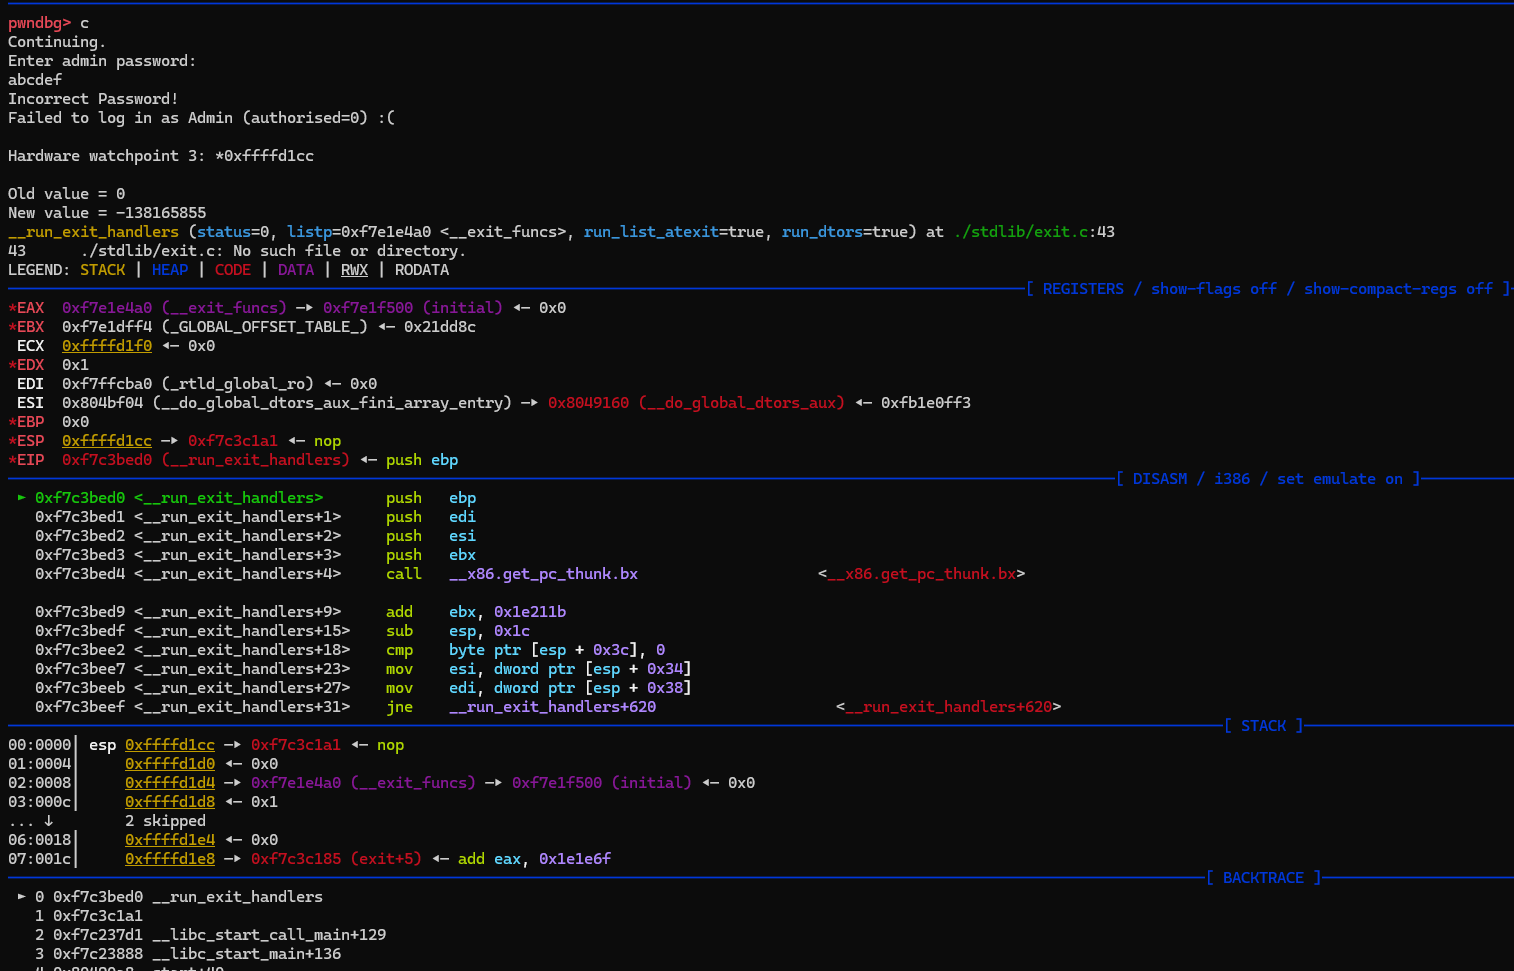 pwndbg> c
Continuing.
Enter admin password:
abcdef
Incorrect Password!
Failed to log in as Admin (authorised=0) :(
Hardware watchpoint 3: *0xffffd1cc
Old value = 0
New value = -138165855
__run_exit_handlers (status=0, listp=0xf7e1e4a0 <__exit_funcs>, run_list_atexit=true, run_dtors=true) at ./stdlib/exit.c:43
43      ./stdlib/exit.c: No such file or directory.
LEGEND: STACK | HEAP | CODE | DATA | RWX | RODATA
[ REGISTERS / show-flags off / show-compact-regs off ]
*EAX  0xf7e1e4a0 (__exit_funcs) —▸ 0xf7e1f500 (initial) ◂— 0x0
*EBX  0xf7e1dff4 (_GLOBAL_OFFSET_TABLE_) ◂— 0x21dd8c
 ECX  0xffffd1f0 ◂— 0x0
*EDX  0x1
 EDI  0xf7ffcba0 (_rtld_global_ro) ◂— 0x0
 ESI  0x804bf04 (__do_global_dtors_aux_fini_array_entry) —▸ 0x8049160 (__do_global_dtors_aux) ◂— 0xfb1e0ff3
*EBP  0x0
*ESP  0xffffd1cc —▸ 0xf7c3c1a1 ◂— nop
*EIP  0xf7c3bed0 (__run_exit_handlers) ◂— push ebp
[ DISASM / i386 / set emulate on ]
 ► 0xf7c3bed0 <__run_exit_handlers>       push   ebp
   0xf7c3bed1 <__run_exit_handlers+1>     push   edi
   0xf7c3bed2 <__run_exit_handlers+2>     push   esi
   0xf7c3bed3 <__run_exit_handlers+3>     push   ebx
   0xf7c3bed4 <__run_exit_handlers+4>     call   __x86.get_pc_thunk.bx                    <__x86.get_pc_thunk.bx>
   0xf7c3bed9 <__run_exit_handlers+9>     add    ebx, 0x1e211b
   0xf7c3bedf <__run_exit_handlers+15>    sub    esp, 0x1c
   0xf7c3bee2 <__run_exit_handlers+18>    cmp    byte ptr [esp + 0x3c], 0
   0xf7c3bee7 <__run_exit_handlers+23>    mov    esi, dword ptr [esp + 0x34]
   0xf7c3beeb <__run_exit_handlers+27>    mov    edi, dword ptr [esp + 0x38]
   0xf7c3beef <__run_exit_handlers+31>    jne    __run_exit_handlers+620                    <__run_exit_handlers+620>
[ STACK ]
00:0000│ esp 0xffffd1cc —▸ 0xf7c3c1a1 ◂— nop
01:0004│     0xffffd1d0 ◂— 0x0
02:0008│     0xffffd1d4 —▸ 0xf7e1e4a0 (__exit_funcs) —▸ 0xf7e1f500 (initial) ◂— 0x0
03:000c│     0xffffd1d8 ◂— 0x1
... ↓        2 skipped
06:0018│     0xffffd1e4 ◂— 0x0
07:001c│     0xffffd1e8 —▸ 0xf7c3c185 (exit+5) ◂— add eax, 0x1e1e6f
[ BACKTRACE ]
 ► 0 0xf7c3bed0 __run_exit_handlers
   1 0xf7c3c1a1
   2 0xf7c237d1 __libc_start_call_main+129
   3 0xf7c23888 __libc_start_main+136